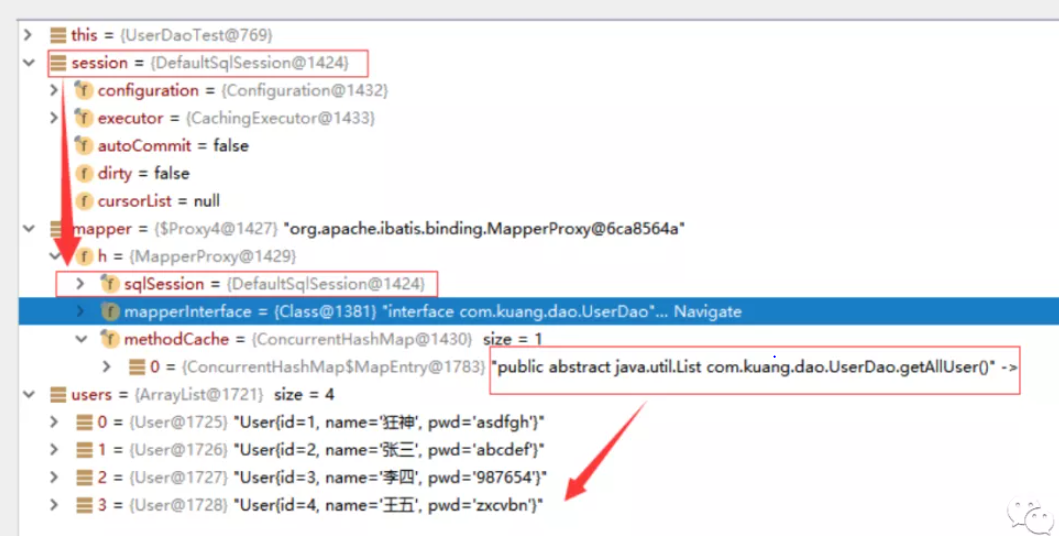 this = {UserDaoTest@769}
session = {DefaultSqlSession@1424}
f configuration = {Configuration@1432}
f executor = {CachingExecutor@1433}
f autoCommit = false
f dirty = false
f cursorList = null
mapper = {$Proxy4@1427} "org.apache.ibatis.binding.MapperProxy@6ca8564a"
f h = {MapperProxy@1429}
f sqlSession = {DefaultSqlSession@1424}
f mapperInterface = {Class@1381} "interface com.kuang.dao.UserDao"... Navigate
f methodCache = {ConcurrentHashMap@1430} size = 1
0 = {ConcurrentHashMap$MapEntry@1783} "public abstract java.util.List com.kuang.dao.UserDao.getAllUser()" ->
users = {ArrayList@1721} size = 4
0 = {User@1725} "User{id=1, name='狂神', pwd='asdfgh'}"
1 = {User@1726} "User{id=2, name='张三', pwd='abcdef'}"
2 = {User@1727} "User{id=3, name='李四', pwd='987654'}"
3 = {User@1728} "User{id=4, name='王五', pwd='zxcvbn'}"